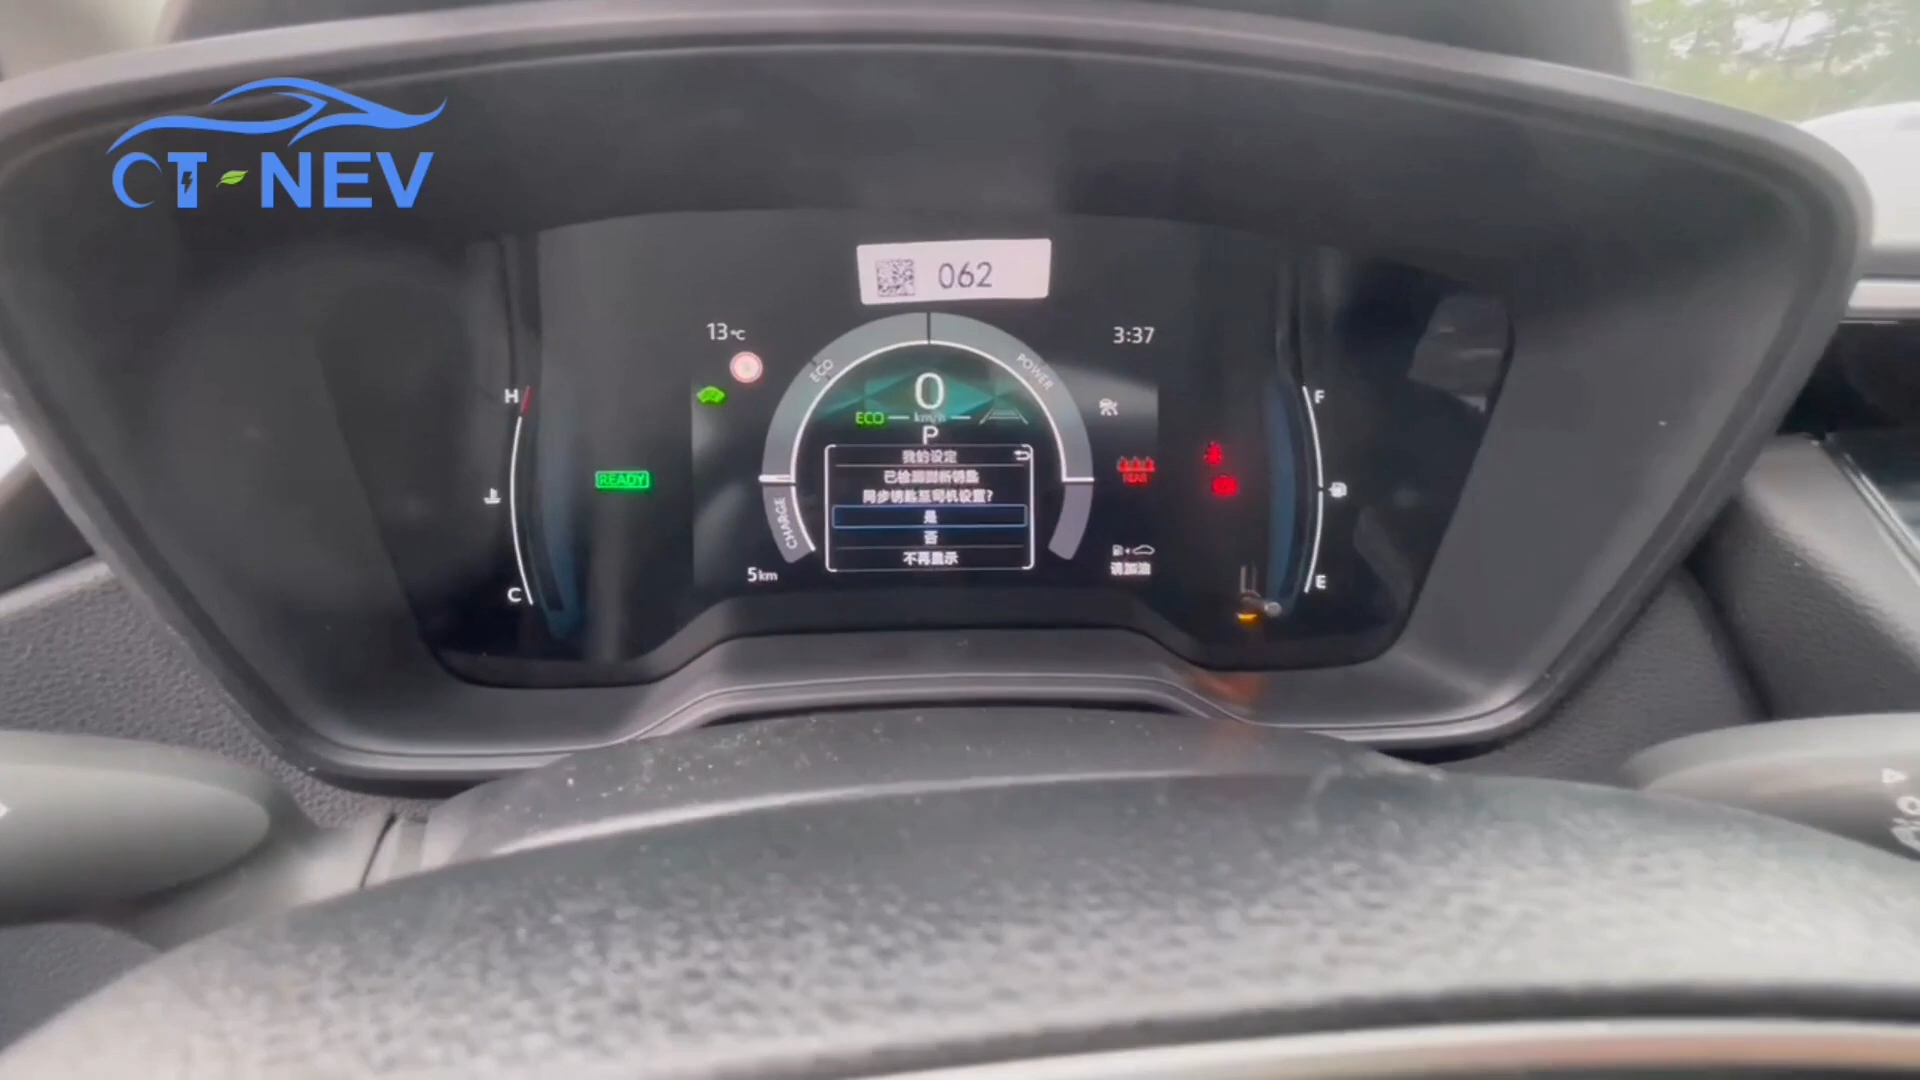 CT-NEV
062
13℃
3:37
ECO
POWER
H
F
0
ECO
km/h
P
READY
我的设定
已检测到新钥匙
同步钥匙至司机设置?
是
否
不再显示
REAR
CHARGE
5km
请加油
C
E